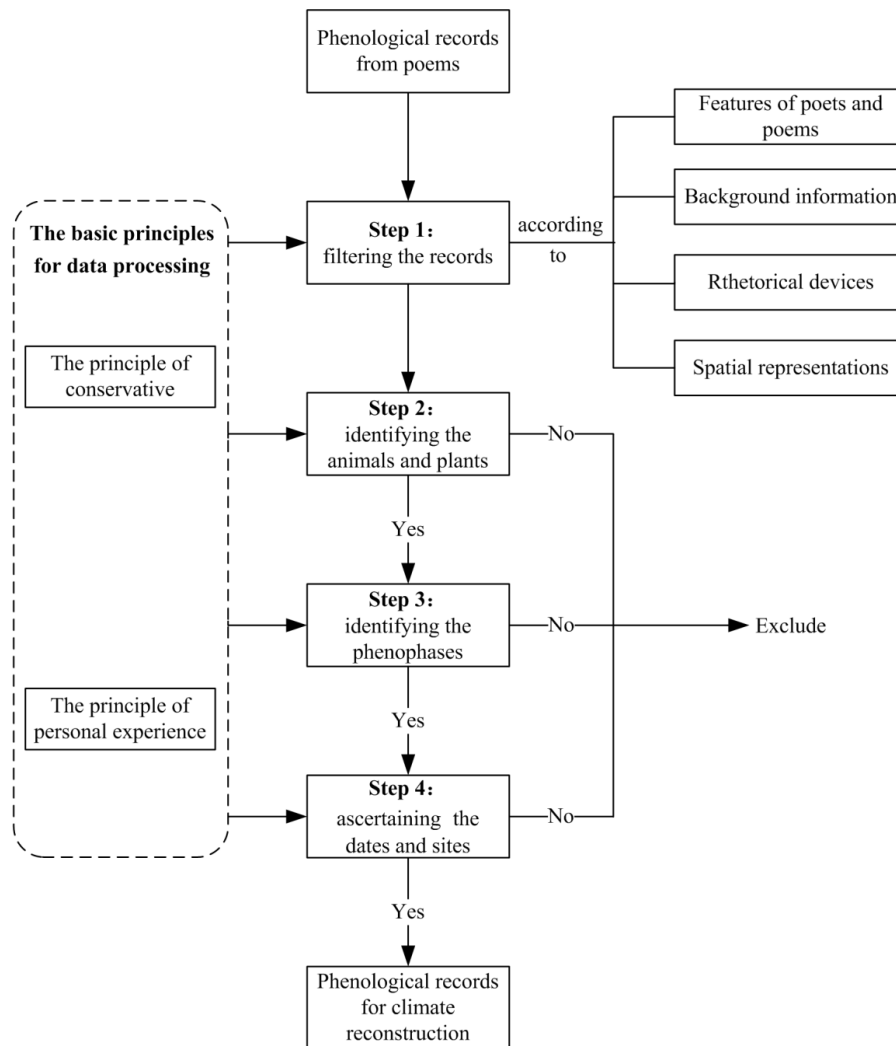 Phenological records
from poems
Features of poets and
poems
Background information
Rthetorical devices
Spatial representations
The basic principles
for data processing
Step 1：
filtering the records
according
to
The principle of
conservative
Step 2：
identifying the
animals and plants
No
Yes
Step 3：
identifying the
phenophases
No
Exclude
The principle of
personal experience
Yes
Step 4：
ascertaining the
dates and sites
No
Yes
Phenological records
for climate
reconstruction